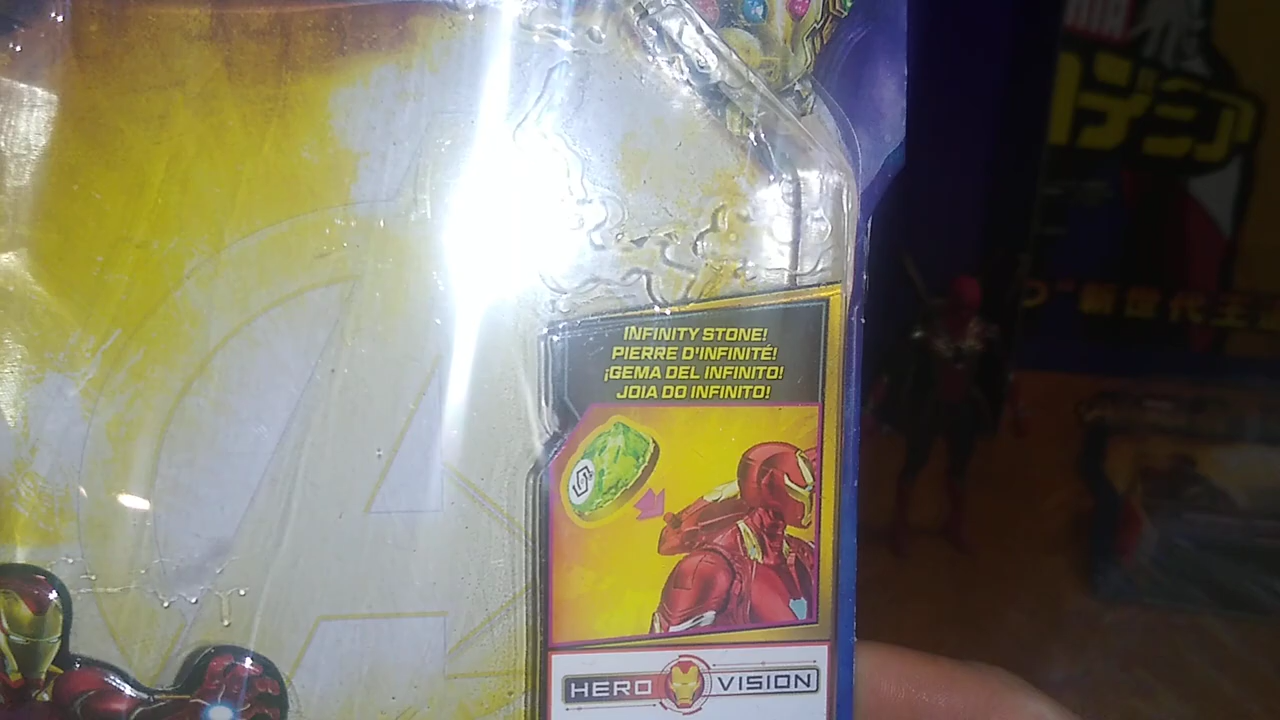 INFINITY STONE!
PIERRE D'INFINITÉ!
¡GEMA DEL INFINITO!
JOIA DO INFINITO!
HERO VISION